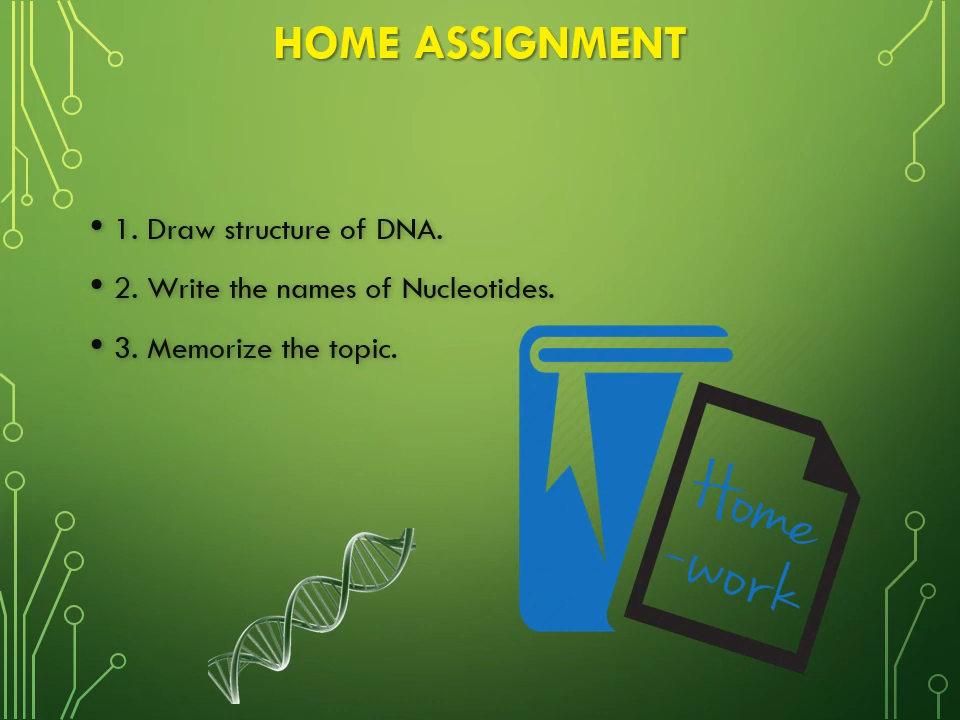 HOME ASSIGNMENT
• 1. Draw structure of DNA.
• 2. Write the names of Nucleotides.
• 3. Memorize the topic.
Home
-work